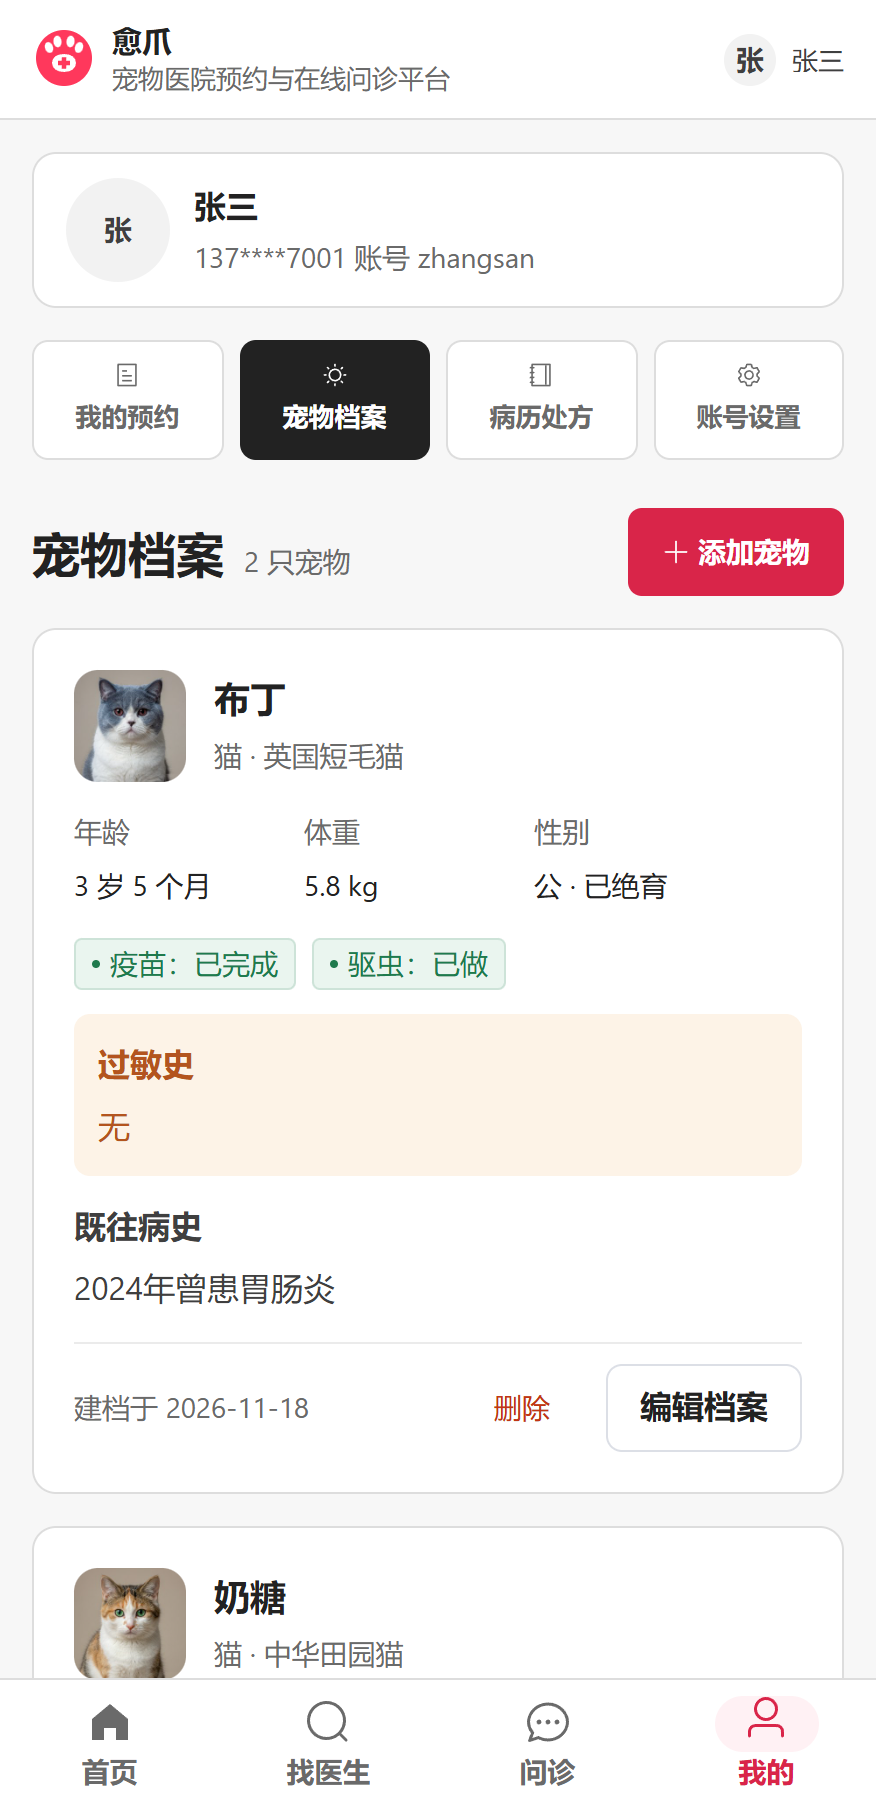 愈爪
宠物医院预约与在线问诊平台
张 张三
张
张三
137****7001 账号 zhangsan
我的预约
宠物档案
病历处方
账号设置
宠物档案 2 只宠物
添加宠物
布丁
猫 · 英国短毛猫
年龄 体重 性别
3 岁 5 个月 5.8 kg 公 · 已绝育
• 疫苗：已完成 • 驱虫：已做
过敏史
无
既往病史
2024年曾患胃肠炎
建档于 2026-11-18 删除 编辑档案
奶糖
猫 · 中华田园猫
首页 找医生 问诊 我的